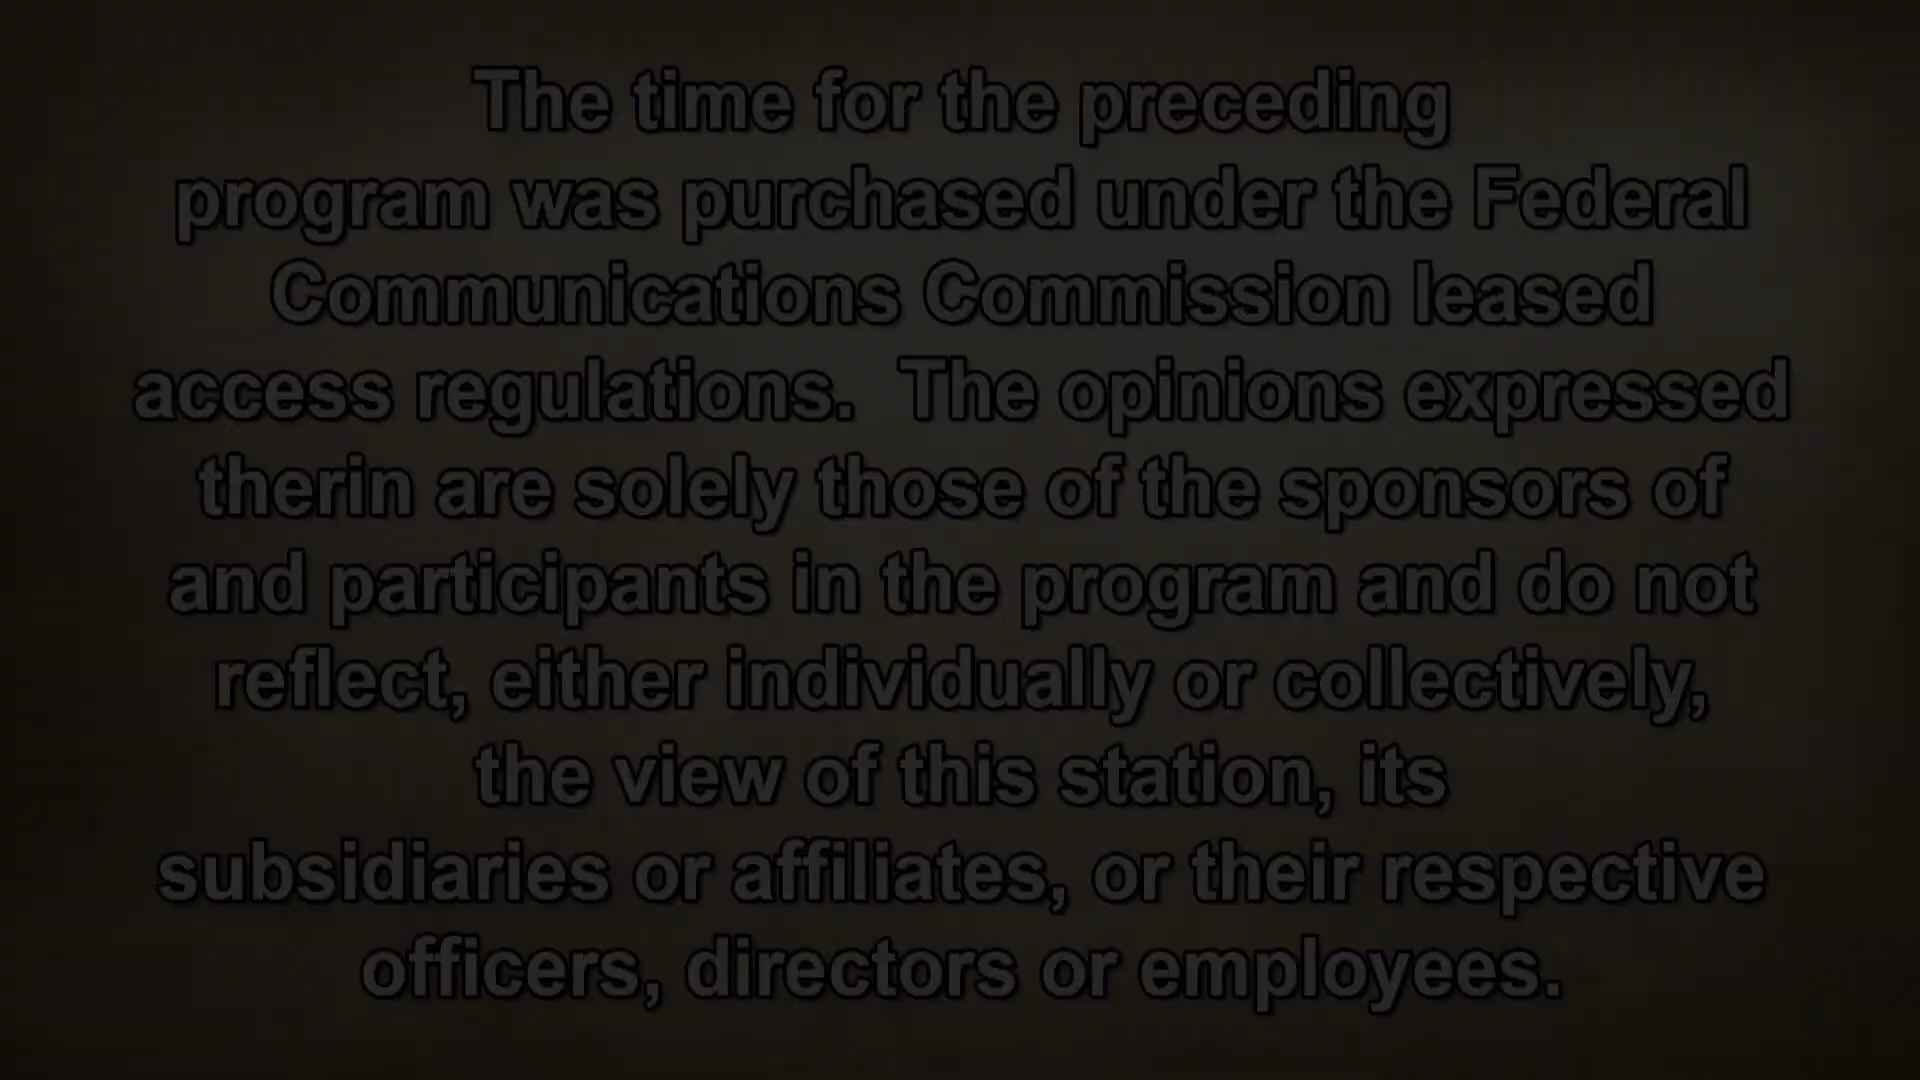 The time for the preceding
program was purchased under the Federal
Communications Commission leased
access regulations.  The opinions expressed
therin are solely those of the sponsors of
and participants in the program and do not
reflect, either individually or collectively,
the view of this station, its
subsidiaries or affiliates, or their respective
officers, directors or employees.